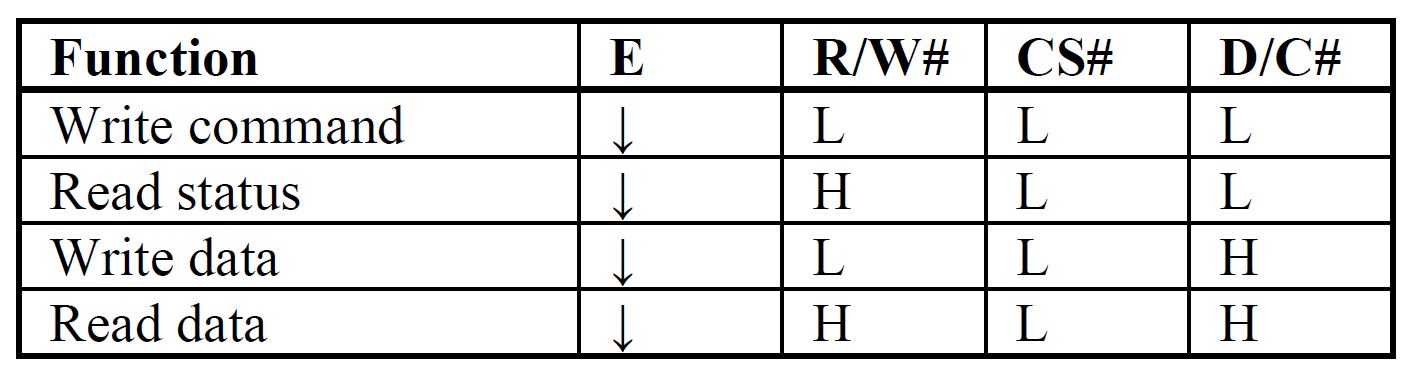 Function E R/W# CS# D/C#
Write command ↓ L L L
Read status ↓ H L L
Write data ↓ L L H
Read data ↓ H L H